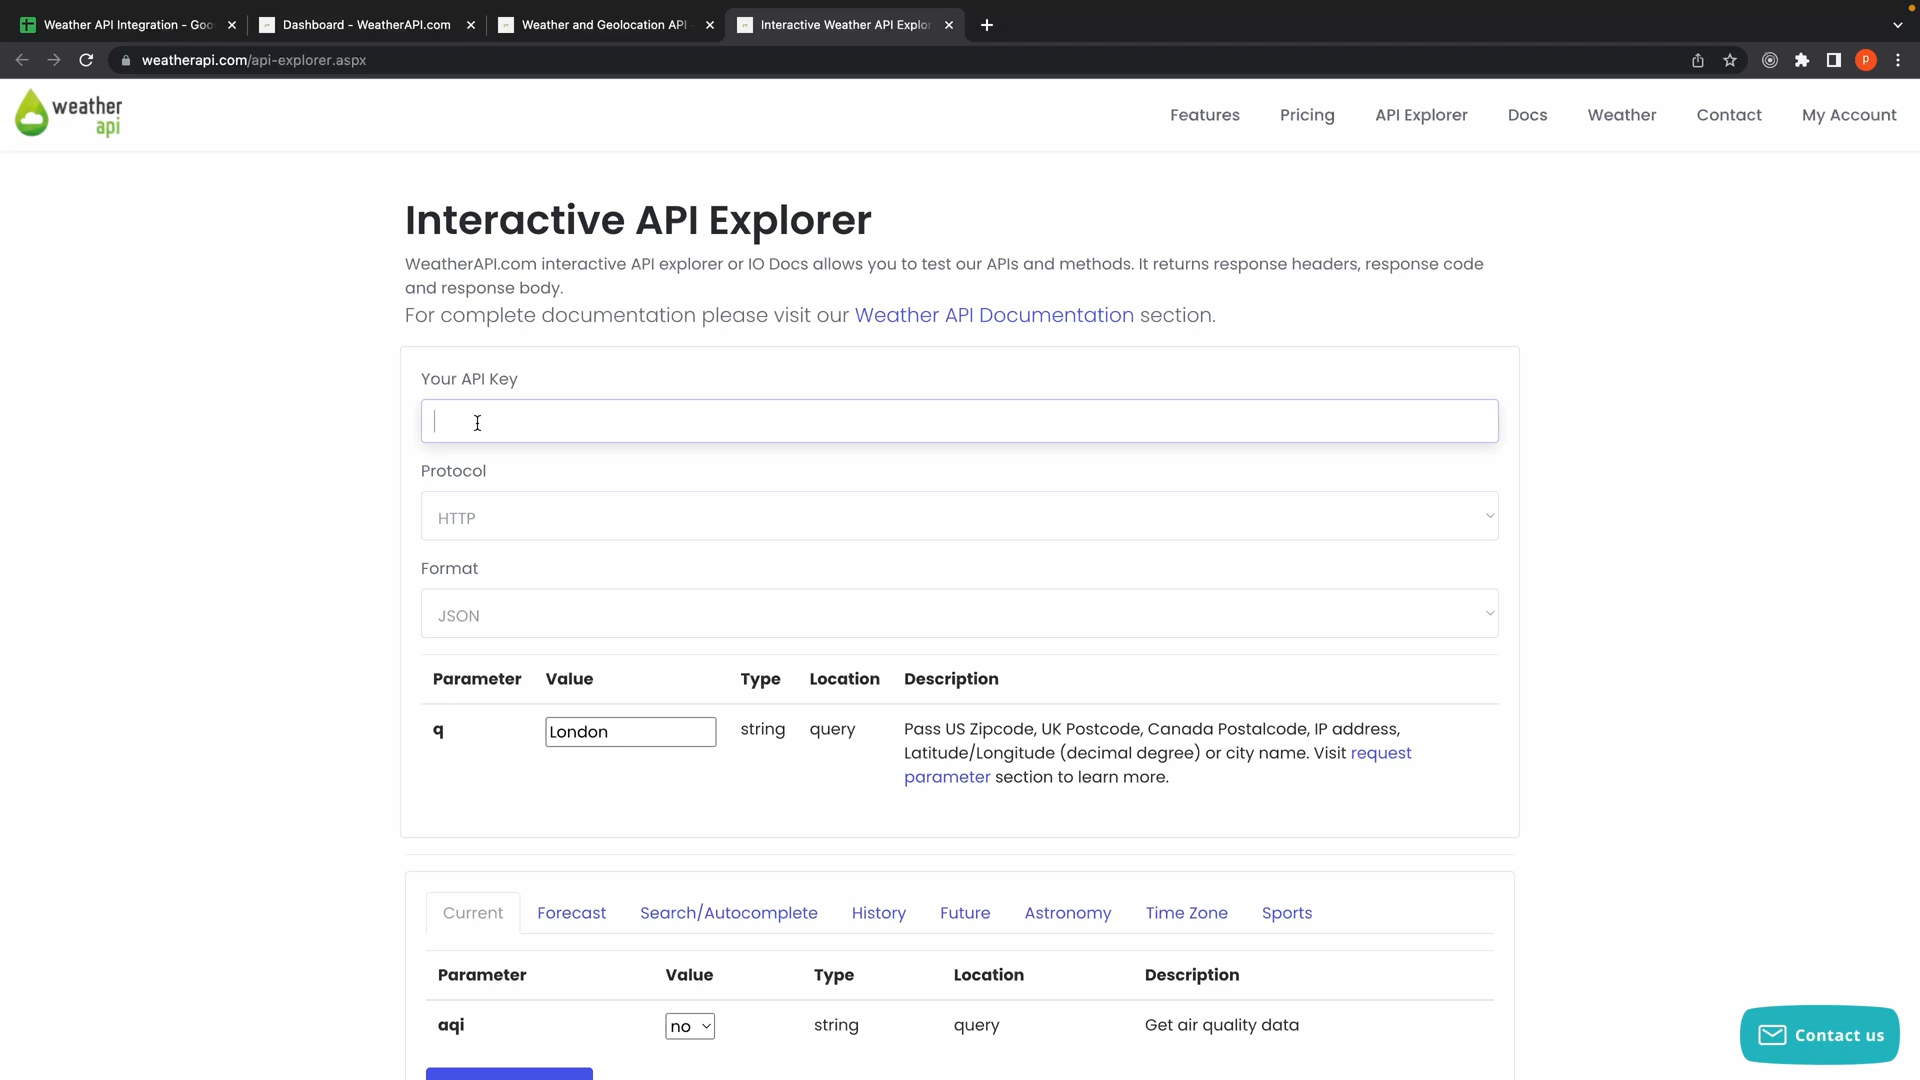 Weather API Integration - Goo
Dashboard - WeatherAPI.com
Weather and Geolocation API
Interactive Weather API Explor
weatherapi.com/api-explorer.aspx
P
weather
api
Features
Pricing
API Explorer
Docs
Weather
Contact
My Account
Interactive API Explorer
WeatherAPI.com interactive API explorer or IO Docs allows you to test our APIs and methods. It returns response headers, response code
and response body.
For complete documentation please visit our Weather API Documentation section.
Your API Key
Protocol
HTTP
Format
JSON
Parameter Value Type Location Description
q London string query Pass US Zipcode, UK Postcode, Canada Postalcode, IP address,
Latitude/Longitude (decimal degree) or city name. Visit request
parameter section to learn more.
Current Forecast Search/Autocomplete History Future Astronomy Time Zone Sports
Parameter Value Type Location Description
aqi no string query Get air quality data
Contact us